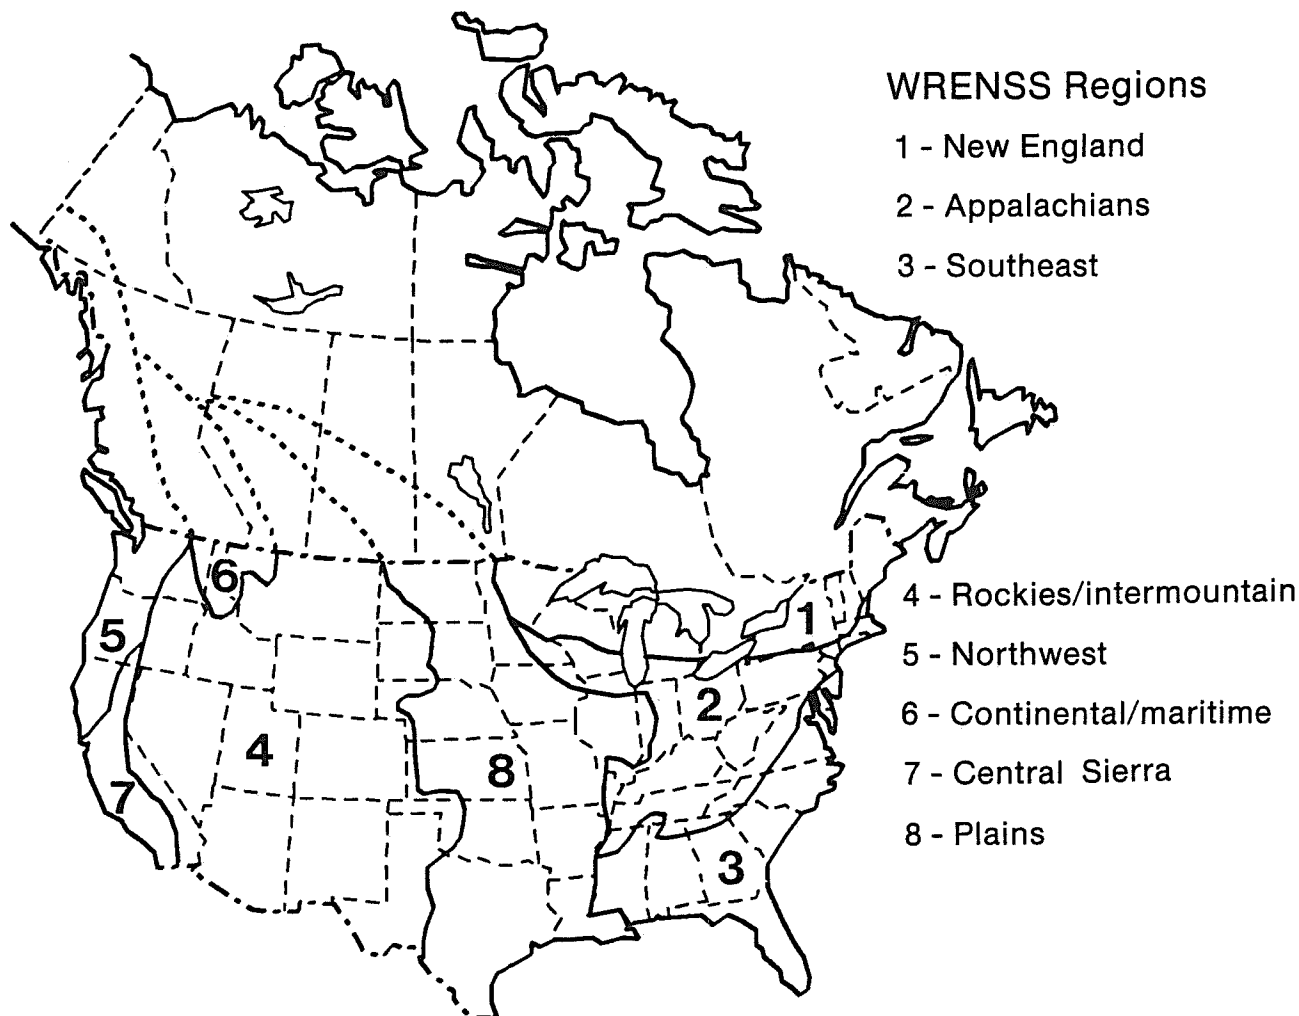 WRENSS Regions
1 - New England
2 - Appalachians
3 - Southeast
4 - Rockies/intermountain
5 - Northwest
6 - Continental/maritime
7 - Central Sierra
8 - Plains
6
5
1
2
4
8
7
3